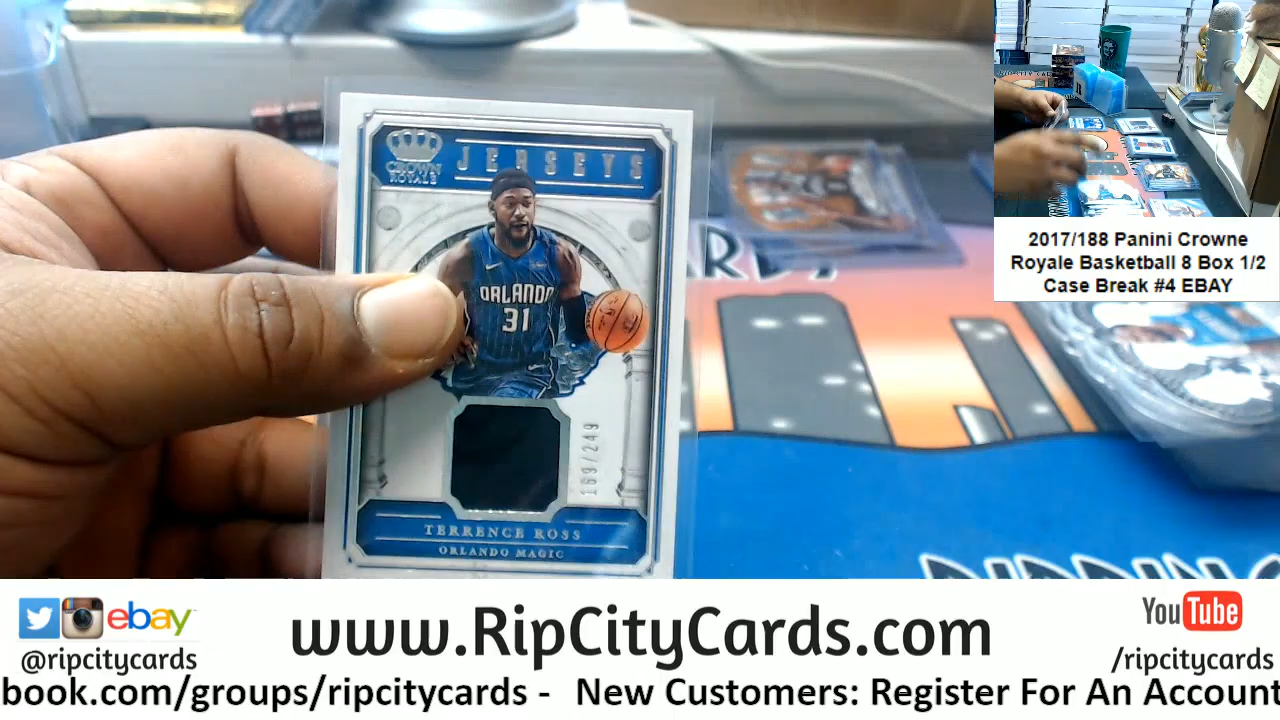 CROWN
ROYALE
JERSEYS
ORLANDO
31
169/249
TERRENCE ROSS
ORLANDO MAGIC
2017/188 Panini Crowne
Royale Basketball 8 Box 1/2
Case Break #4 EBAY
ebay
@ripcitycards
www.RipCityCards.com
YouTube
/ripcitycards
book.com/groups/ripcitycards - New Customers: Register For An Account